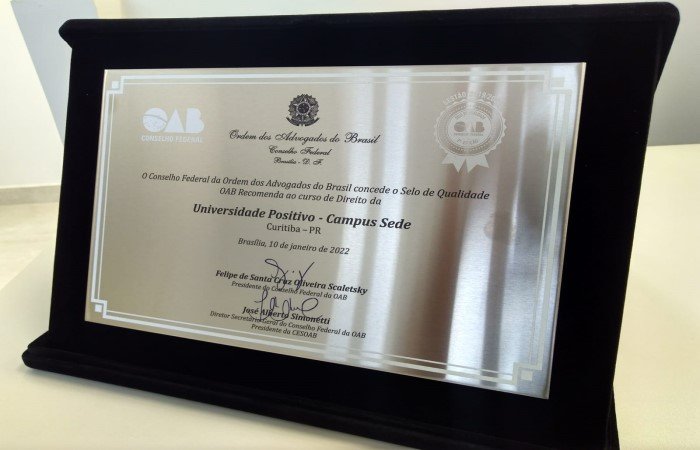 OAB
CONSELHO FEDERAL
Ordem dos Advogados do Brasil
Conselho Federal
Brasília - D. F.
OAB
O Conselho Federal da Ordem dos Advogados do Brasil concede o Selo de Qualidade
OAB Recomenda ao curso de Direito da
Universidade Positivo - Campus Sede
Curitiba – PR
Brasília, 10 de janeiro de 2022
Felipe de Santa Cruz Oliveira Scaletsky
Presidente do Conselho Federal da OAB
José Alberto Simonetti
Diretor Secretário-Geral do Conselho Federal da OAB
Presidente da CESOAB